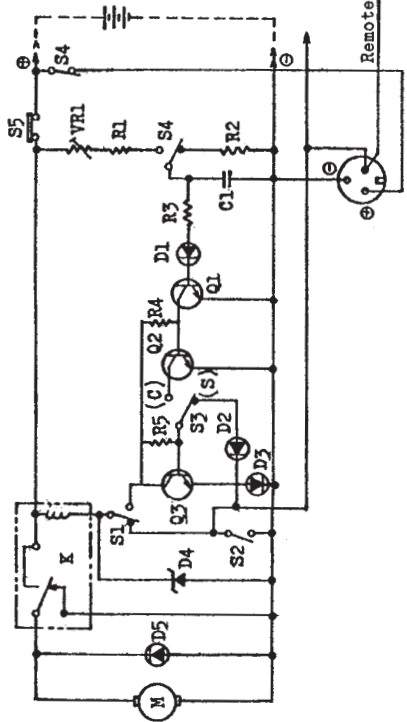 ⊕
S4
S5
VR1
R1
S4
R2
⊖
Remote
⊖
⊕
C1
R3
D1
Q1
R4
Q2
(C)
(S)
R5
S3
D2
Q3
D3
S1
S2
K
D4
D5
M